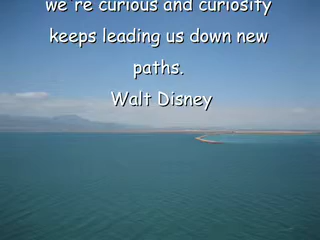 we're curious and curiosity
keeps leading us down new
paths.
Walt Disney